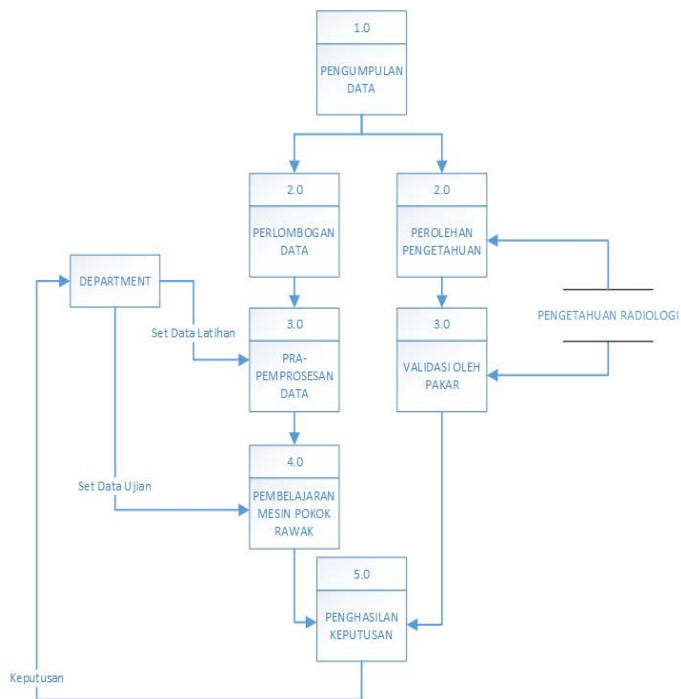 1.0
PENGUMPULAN
DATA
2.0
PERLOMBOGAN
DATA
2.0
PEROLEHAN
PENGETAHUAN
DEPARTMENT
PENGETAHUAN RADIOLOGI
Set Data Latihan
3.0
PRA-
PEMPROSESAN
DATA
3.0
VALIDASI OLEH
PAKAR
4.0
PEMBELAJARAN
MESIN POKOK
RAWAK
Set Data Ujian
5.0
PENGHASILAN
KEPUTUSAN
Keputusan